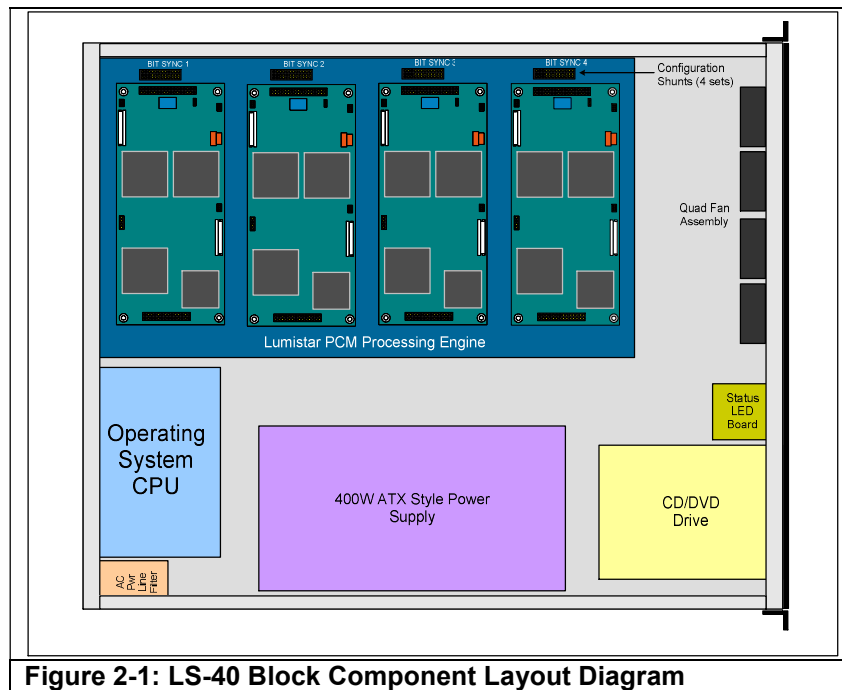 BIT SYNC 1
BIT SYNC 2
BIT SYNC 3
BIT SYNC 4
Configuration
Shunts (4 sets)
Quad Fan
Assembly
Lumistar PCM Processing Engine
Status
LED
Board
Operating
System
CPU
400W ATX Style Power
Supply
CD/DVD
Drive
AC
Pwr
Line
Filter
Figure 2-1: LS-40 Block Component Layout Diagram